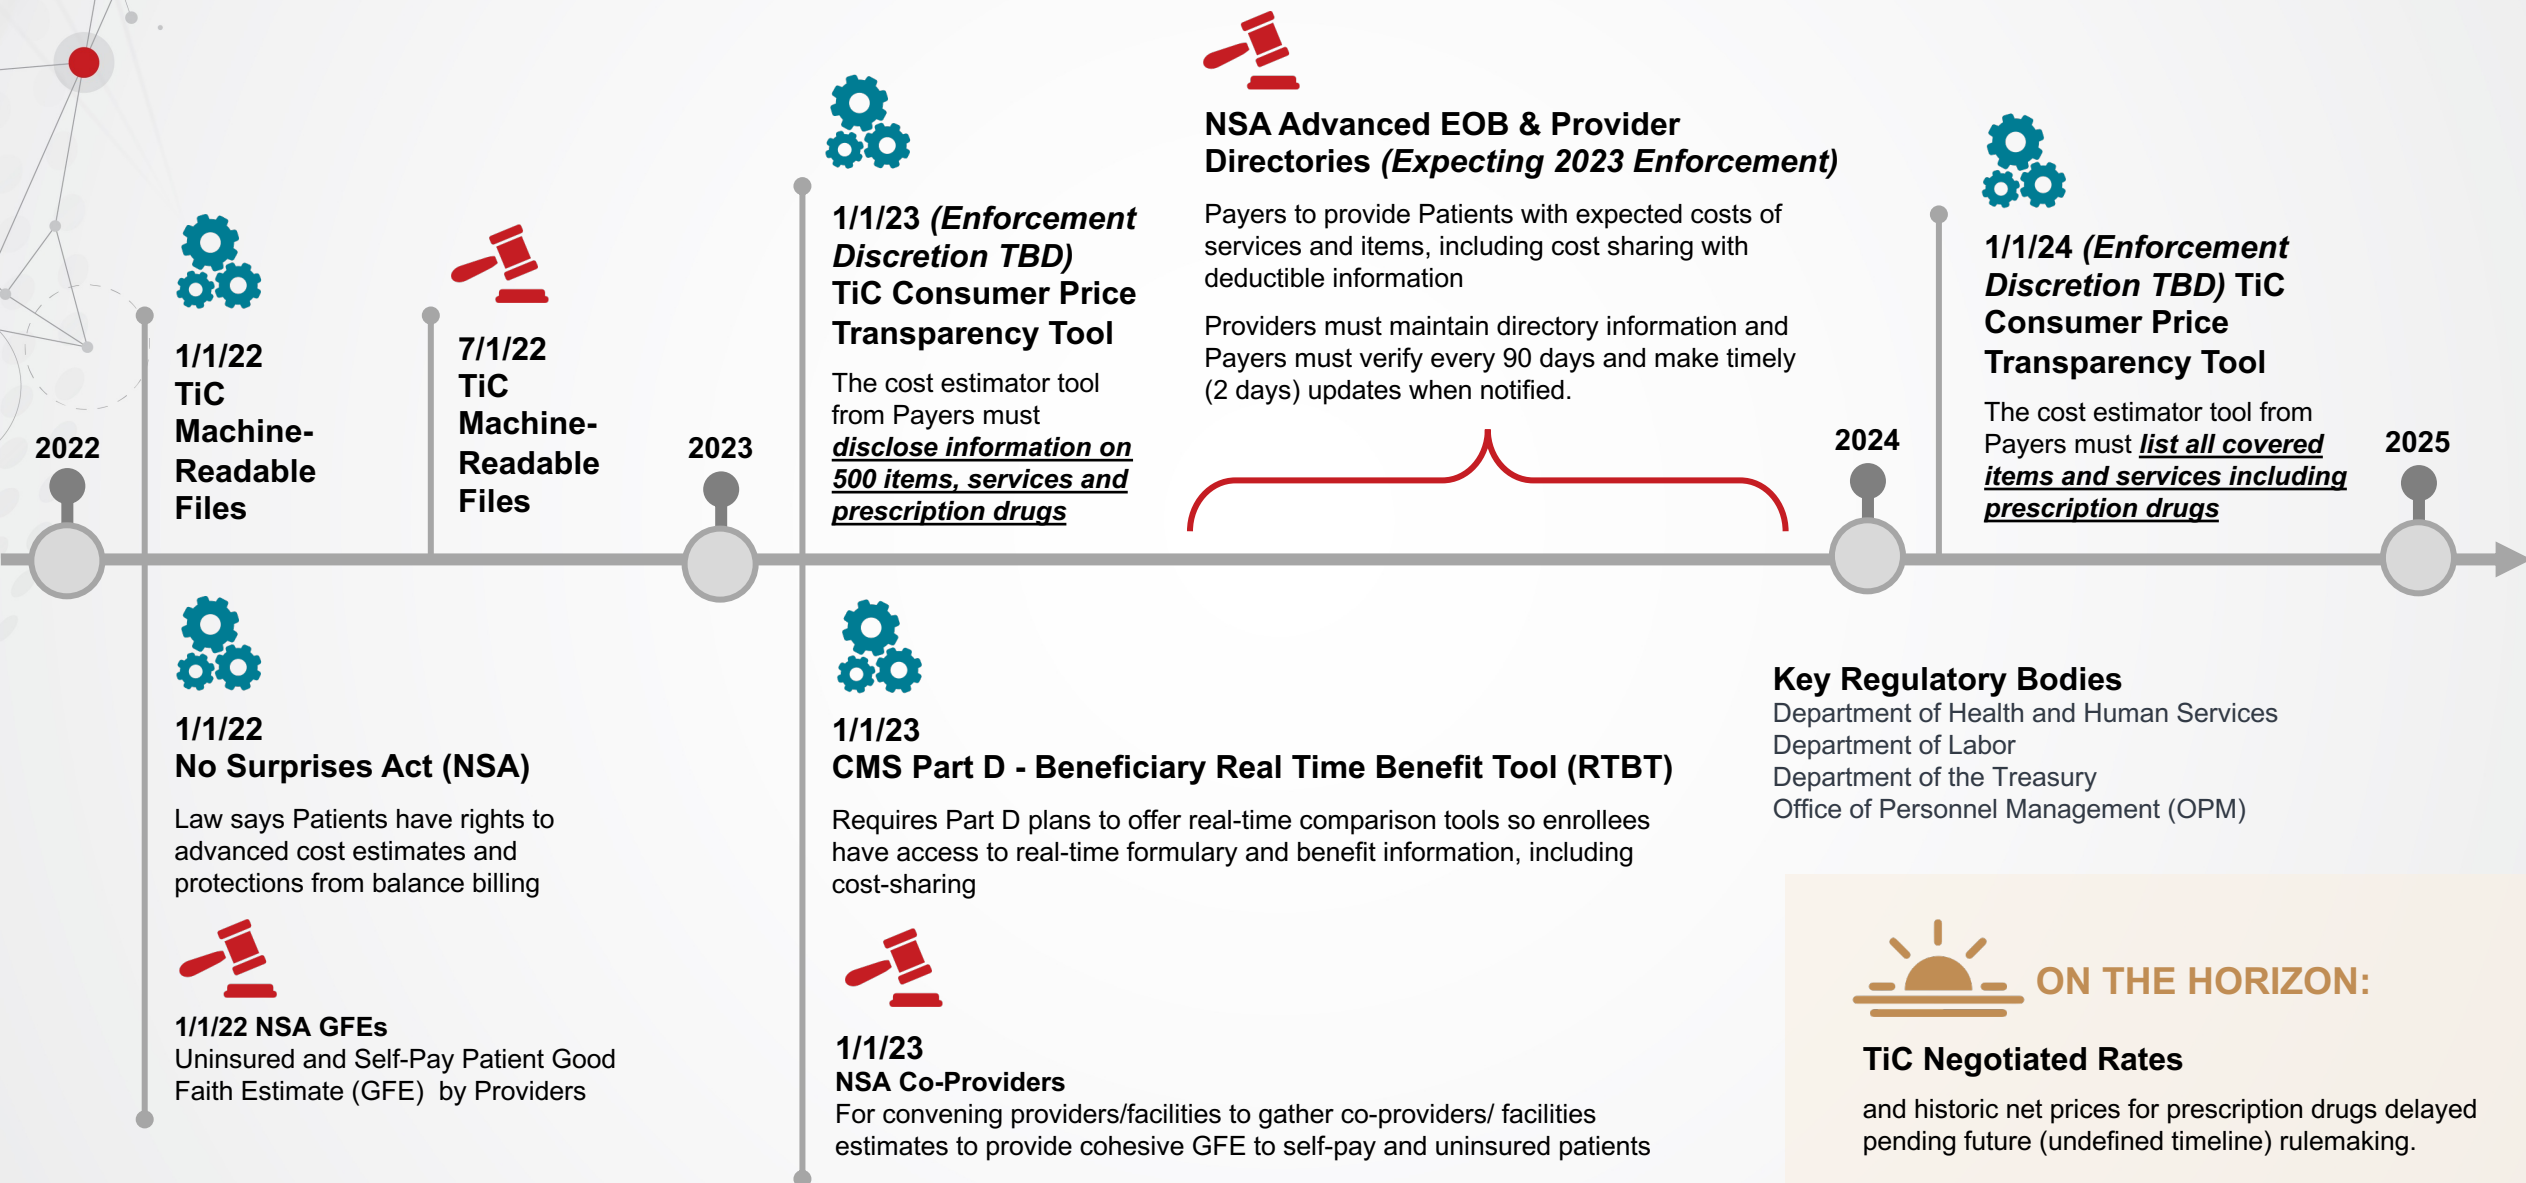 2022
1/1/22
TiC
Machine-
Readable
Files
7/1/22
TiC
Machine-
Readable
Files
2023
1/1/23 (Enforcement
Discretion TBD)
TiC Consumer Price
Transparency Tool
The cost estimator tool
from Payers must
disclose information on
500 items, services and
prescription drugs
NSA Advanced EOB & Provider
Directories (Expecting 2023 Enforcement)
Payers to provide Patients with expected costs of
services and items, including cost sharing with
deductible information
Providers must maintain directory information and
Payers must verify every 90 days and make timely
(2 days) updates when notified.
2024
1/1/24 (Enforcement
Discretion TBD) TiC
Consumer Price
Transparency Tool
The cost estimator tool from
Payers must list all covered
items and services including
prescription drugs
2025
1/1/22
No Surprises Act (NSA)
Law says Patients have rights to
advanced cost estimates and
protections from balance billing
1/1/22 NSA GFEs
Uninsured and Self-Pay Patient Good
Faith Estimate (GFE)  by Providers
1/1/23
CMS Part D - Beneficiary Real Time Benefit Tool (RTBT)
Requires Part D plans to offer real-time comparison tools so enrollees
have access to real-time formulary and benefit information, including
cost-sharing
1/1/23
NSA Co-Providers
For convening providers/facilities to gather co-providers/ facilities
estimates to provide cohesive GFE to self-pay and uninsured patients
Key Regulatory Bodies
Department of Health and Human Services
Department of Labor
Department of the Treasury
Office of Personnel Management (OPM)
ON THE HORIZON:
TiC Negotiated Rates
and historic net prices for prescription drugs delayed
pending future (undefined timeline) rulemaking.